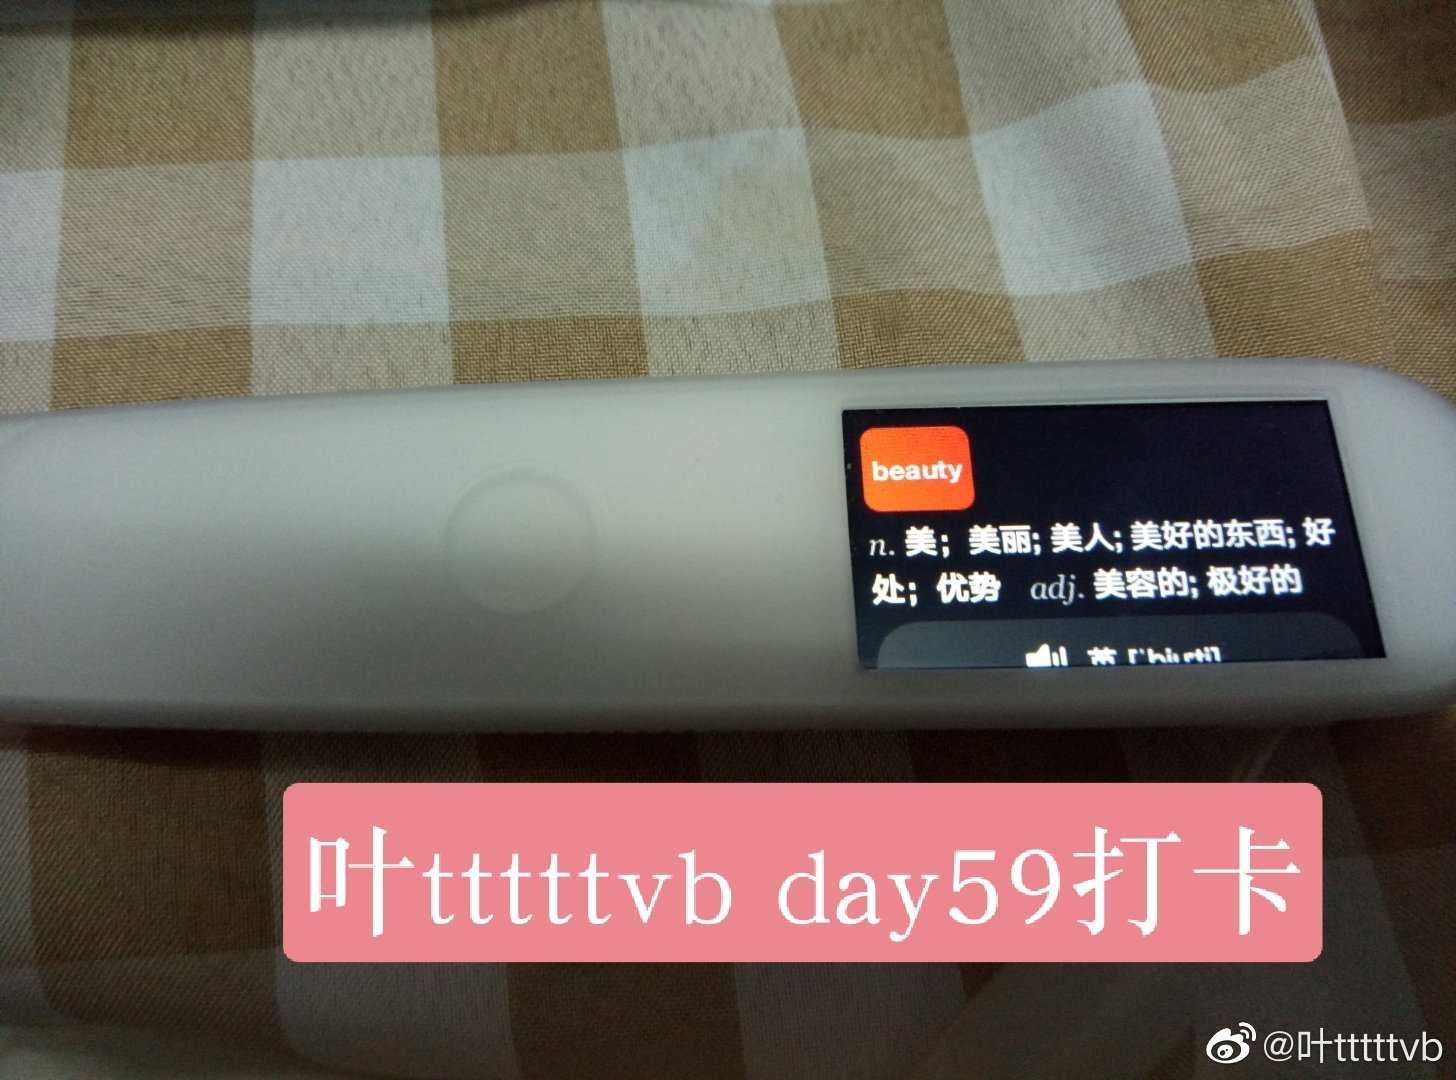 beauty
n. 美；美丽; 美人; 美好的东西; 好
处；优势 adj. 美容的; 极好的
英 [ˈbjuːti]
叶tttttvb day59打卡
@叶tttttvb